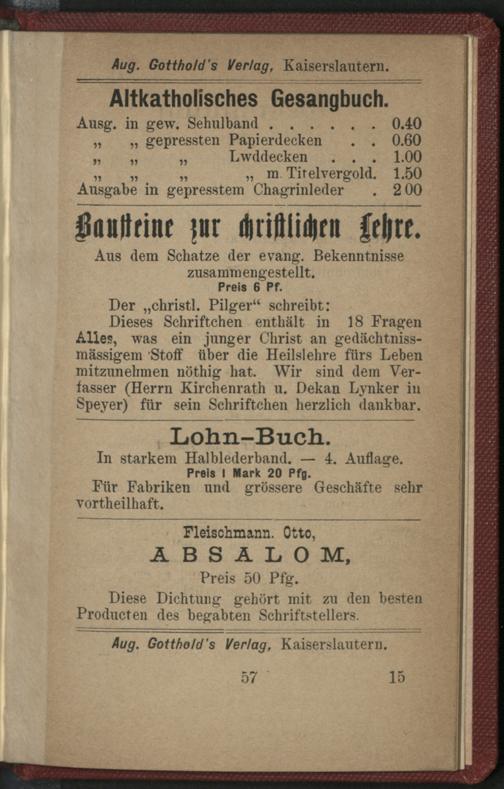 Aug. Gotthold's Verlag, Kaiserslautern.
Altkatholisches Gesangbuch.
Ausg. in gew. Schulband . . . . . . 0.40
„ „ gepressten Papierdecken . . 0.60
„ „ „ Lwddecken . . . 1.00
„ „ „ „ m. Titelvergold. 1.50
Ausgabe in gepresstem Chagrinleder . 2 00
Bausteine zur christlichen Lehre.
Aus dem Schatze der evang. Bekenntnisse
zusammengestellt.
Preis 6 Pf.
Der „christl. Pilger“ schreibt:
Dieses Schriftchen enthält in 18 Fragen
Alles, was ein junger Christ an gedächtniss-
mässigem Stoff über die Heilslehre fürs Leben
mitzunehmen nöthig hat. Wir sind dem Ver-
fasser (Herrn Kirchenrath u. Dekan Lynker in
Speyer) für sein Schriftchen herzlich dankbar.
Lohn-Buch.
In starkem Halblederband. — 4. Auflage.
Preis 1 Mark 20 Pfg.
Für Fabriken und grössere Geschäfte sehr
vortheilhaft.
Fleischmann. Otto,
ABSALOM,
Preis 50 Pfg.
Diese Dichtung gehört mit zu den besten
Producten des begabten Schriftstellers.
Aug. Gotthold's Verlag, Kaiserslautern.
57 15